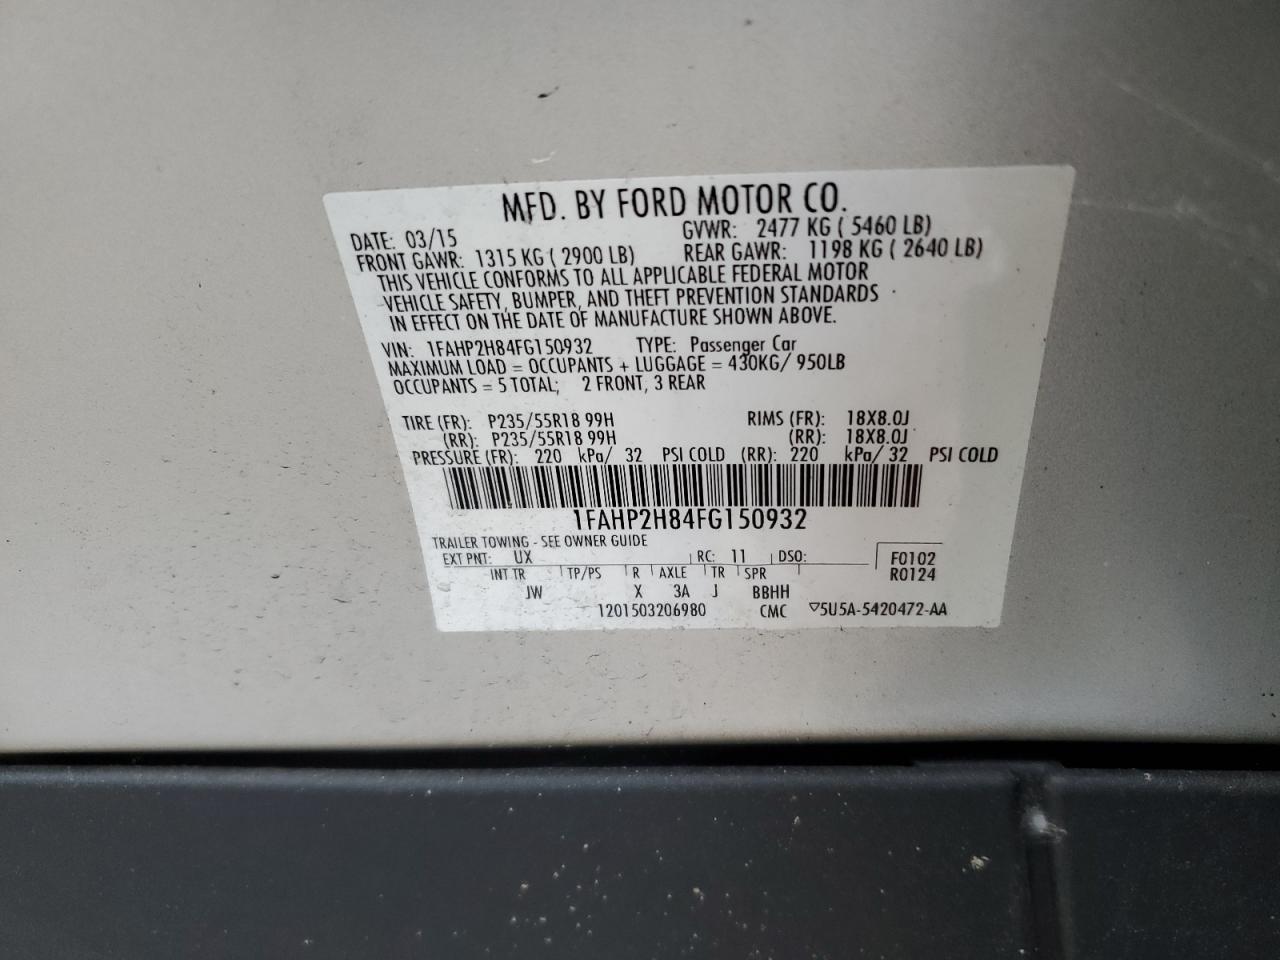 MFD. BY FORD MOTOR CO.
DATE: 03/15 GVWR: 2477 KG ( 5460 LB)
FRONT GAWR: 1315 KG ( 2900 LB) REAR GAWR: 1198 KG ( 2640 LB)
THIS VEHICLE CONFORMS TO ALL APPLICABLE FEDERAL MOTOR
VEHICLE SAFETY, BUMPER, AND THEFT PREVENTION STANDARDS
IN EFFECT ON THE DATE OF MANUFACTURE SHOWN ABOVE.
VIN: 1FAHP2H84FG150932 TYPE: Passenger Car
MAXIMUM LOAD = OCCUPANTS + LUGGAGE = 430KG/ 950LB
OCCUPANTS = 5 TOTAL; 2 FRONT, 3 REAR
TIRE (FR): P235/55R18 99H RIMS (FR): 18X8.0J
(RR): P235/55R18 99H (RR): 18X8.0J
PRESSURE (FR): 220 kPa/ 32 PSI COLD (RR): 220 kPa/ 32 PSI COLD
1FAHP2H84FG150932
TRAILER TOWING - SEE OWNER GUIDE
EXT PNT: UX RC: 11 DSO: F0102
INT TR TP/PS R AXLE TR SPR R0124
JW X 3A J BBHH
1201503206980 CMC ▽5U5A-5420472-AA